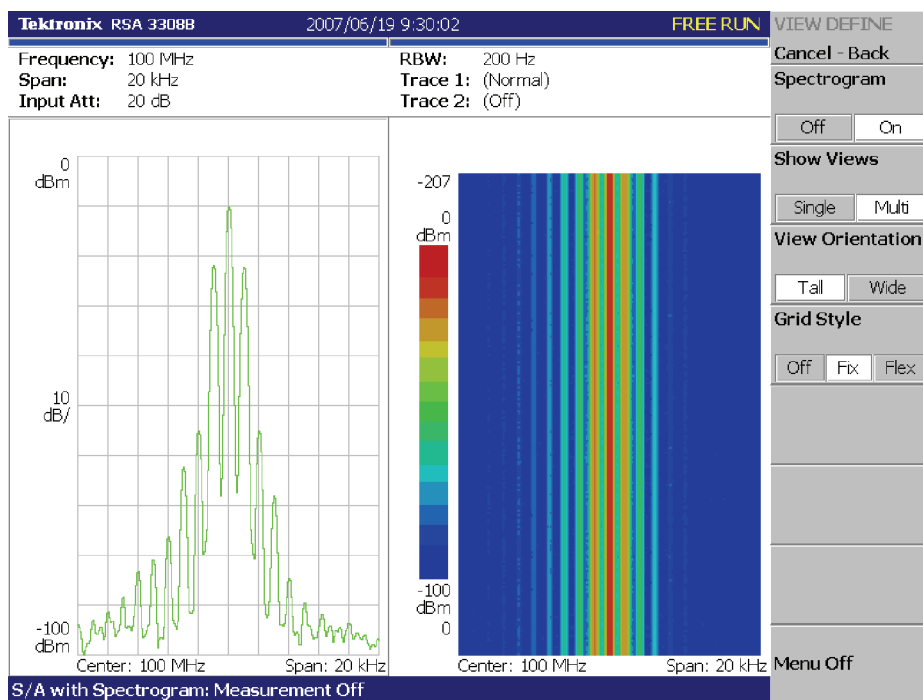 Tektronix RSA 3308B 2007/06/19 9:30:02 FREE RUN
Frequency: 100 MHz
Span: 20 kHz
Input Att: 20 dB
RBW: 200 Hz
Trace 1: (Normal)
Trace 2: (Off)
0
dBm
10
dB/
-100
dBm
Center: 100 MHz Span: 20 kHz
-207
0
dBm
-100
dBm
0
Center: 100 MHz Span: 20 kHz
S/A with Spectrogram: Measurement Off
VIEW DEFINE
Cancel - Back
Spectrogram
Off On
Show Views
Single Multi
View Orientation
Tall Wide
Grid Style
Off Fix Flex
Menu Off